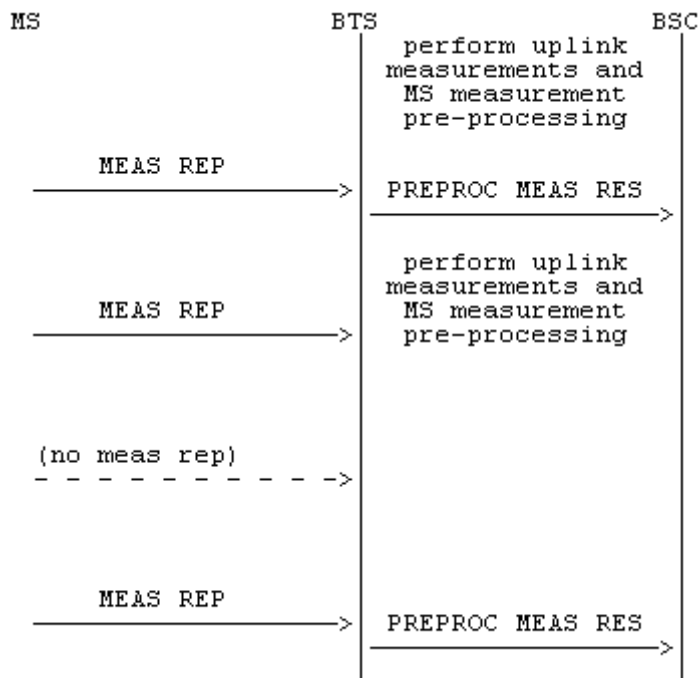 MS BTS BSC
perform uplink
measurements and
MS measurement
pre-processing
MEAS REP
PREPROC MEAS RES
perform uplink
measurements and
MS measurement
pre-processing
MEAS REP
(no meas rep)
MEAS REP
PREPROC MEAS RES